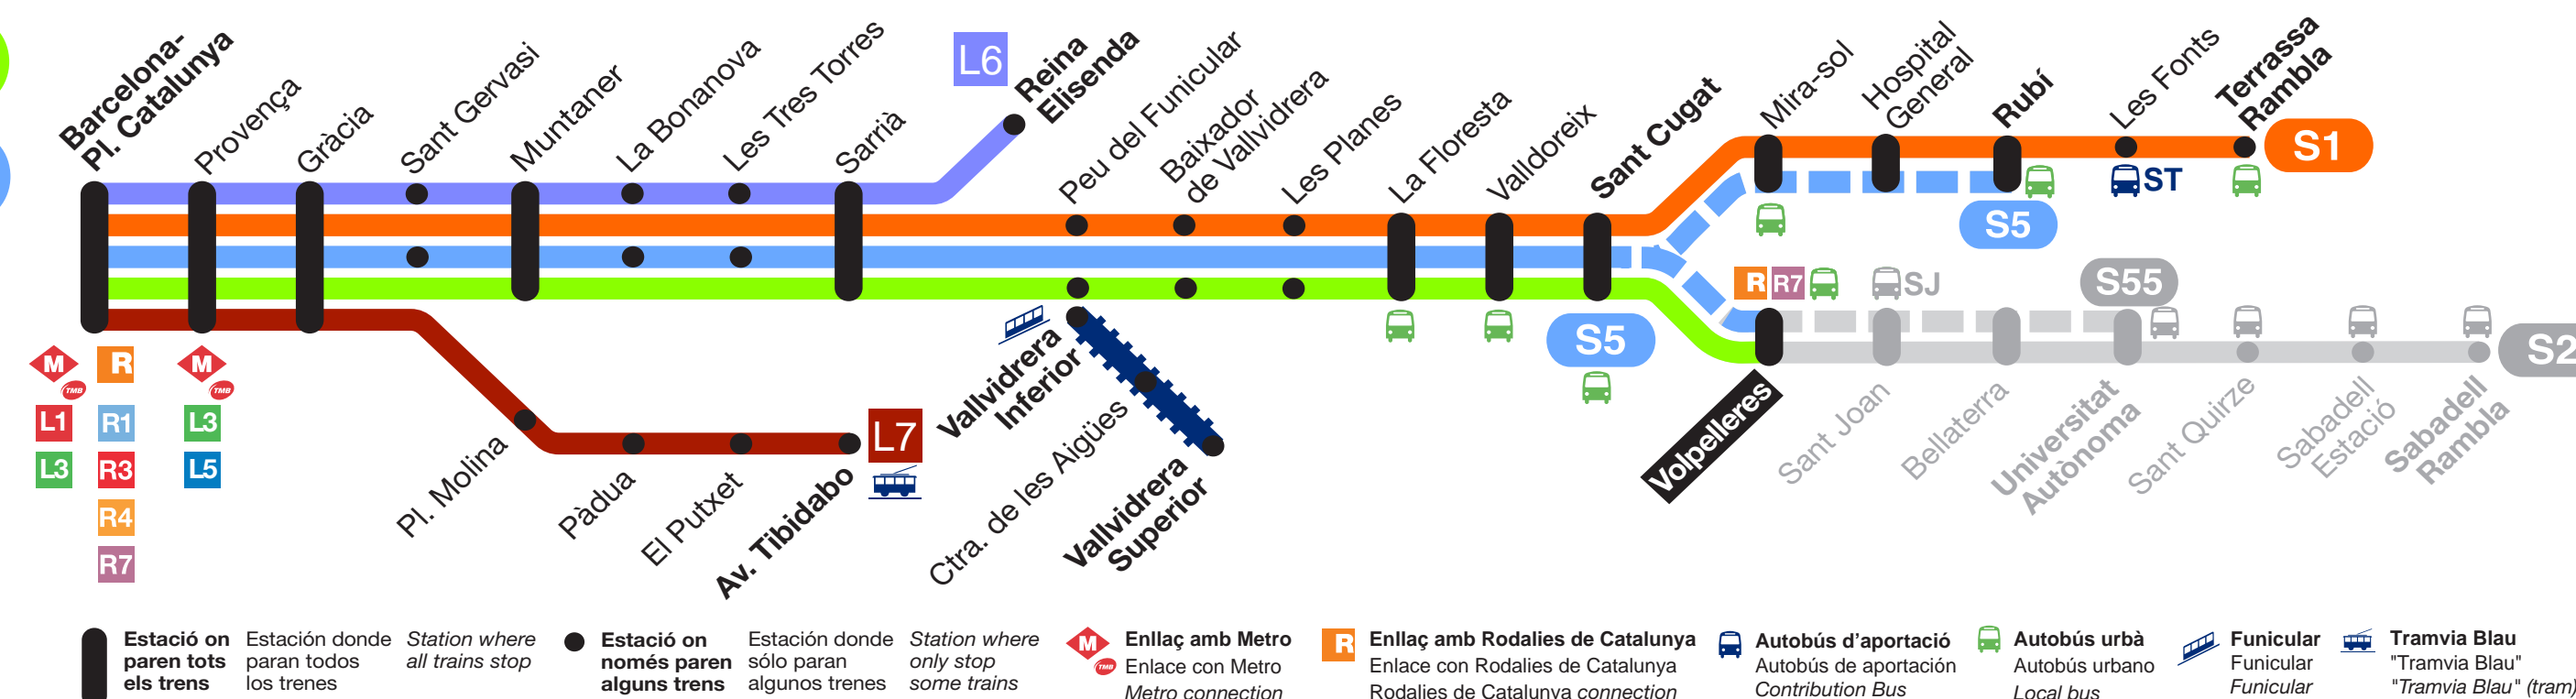 Barcelona-
Pl. Catalunya
Provença
Gràcia
Sant Gervasi
Muntaner
La Bonanova
Les Tres Torres
Sarrià
L6
Reina
Elisenda
Peu del Funicular
Baixador
de Vallvidrera
Les Planes
La Floresta
Valldoreix
Sant Cugat
Mira-sol
Hospital
General
Rubí
Les Fonts
Terrassa
Rambla
S1
ST
S5
S5
R R7
SJ
S55
S2
M
TMB
L1
L3
R
R1
R3
R4
R7
M
TMB
L3
L5
Pl. Molina
Pàdua
El Putxet
Av. Tibidabo
L7
Vallvidrera
Inferior
Ctra. de les Aigües
Vallvidrera
Superior
Volpelleres
Sant Joan
Bellaterra
Universitat
Autònoma
Sant Quirze
Sabadell
Estació
Sabadell
Rambla
Estació on
paren tots
els trens
Estación donde
paran todos
los trenes
Station where
all trains stop
Estació on
només paren
alguns trens
Estación donde
sólo paran
algunos trenes
Station where
only stop
some trains
M
TMB
Enllaç amb Metro
Enlace con Metro
Metro connection
R
Enllaç amb Rodalies de Catalunya
Enlace con Rodalies de Catalunya
Rodalies de Catalunya connection
Autobús d'aportació
Autobús de aportación
Contribution Bus
Autobús urbà
Autobús urbano
Local bus
Funicular
Funicular
Funicular
Tramvia Blau
"Tramvia Blau"
"Tramvia Blau" (tram)